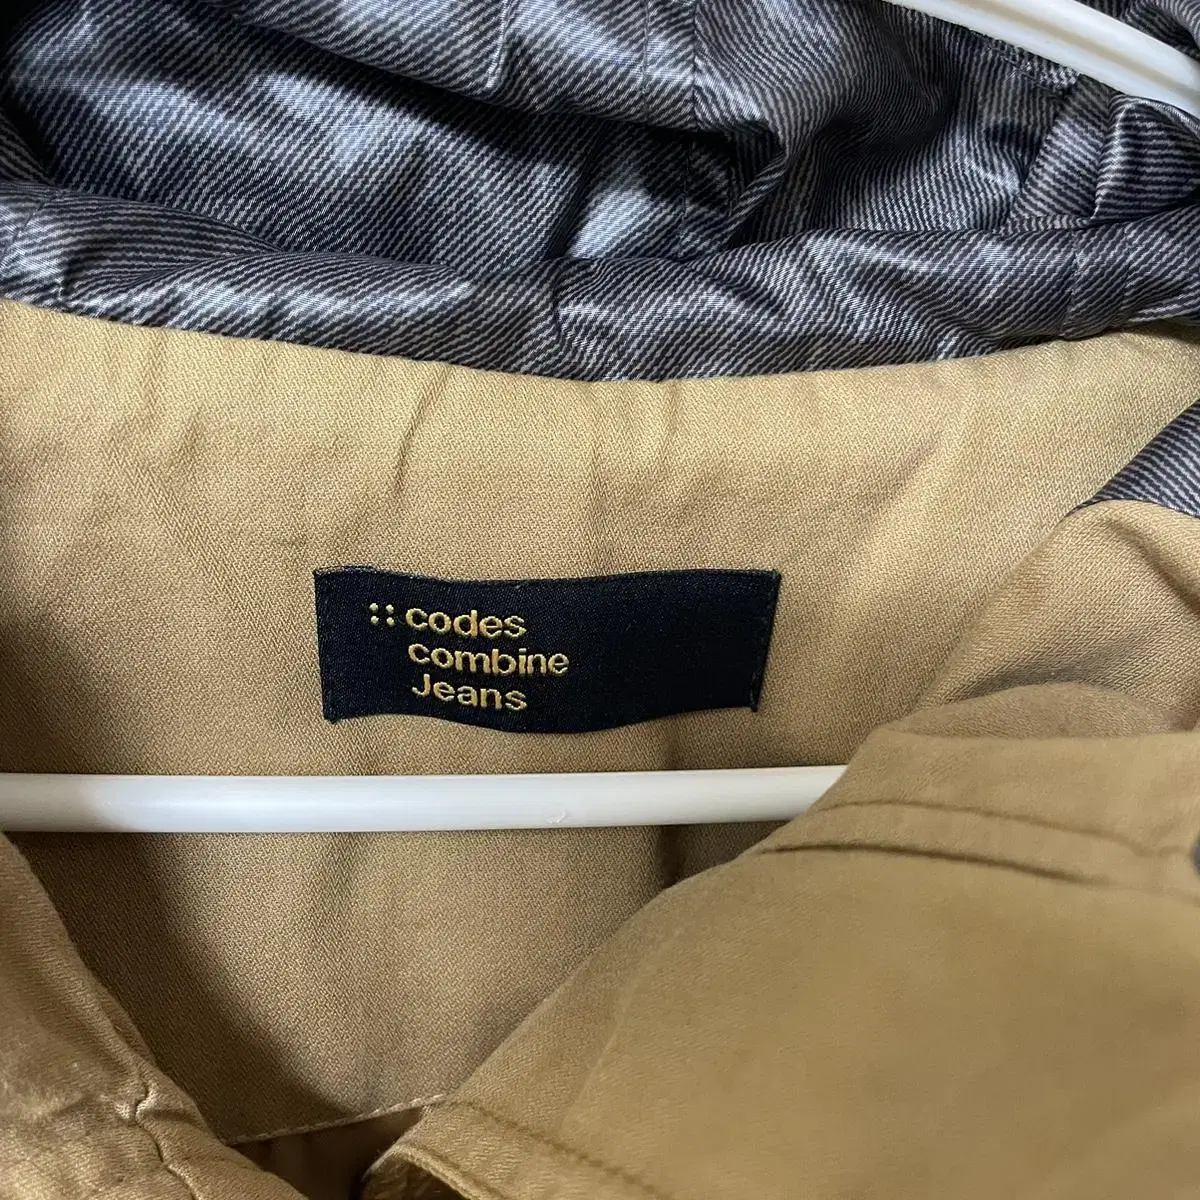 :: codes
combine
Jeans